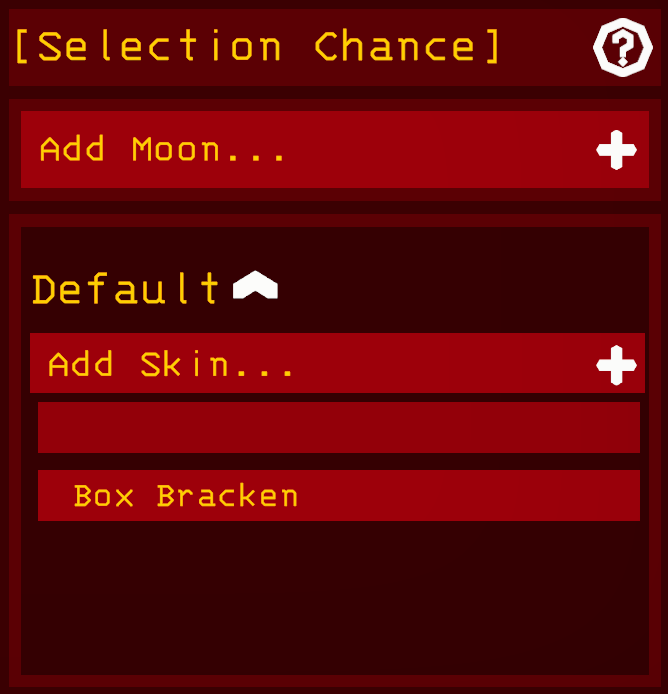 [Selection Chance]
Add Moon...
Default
Add Skin...
Box Bracken